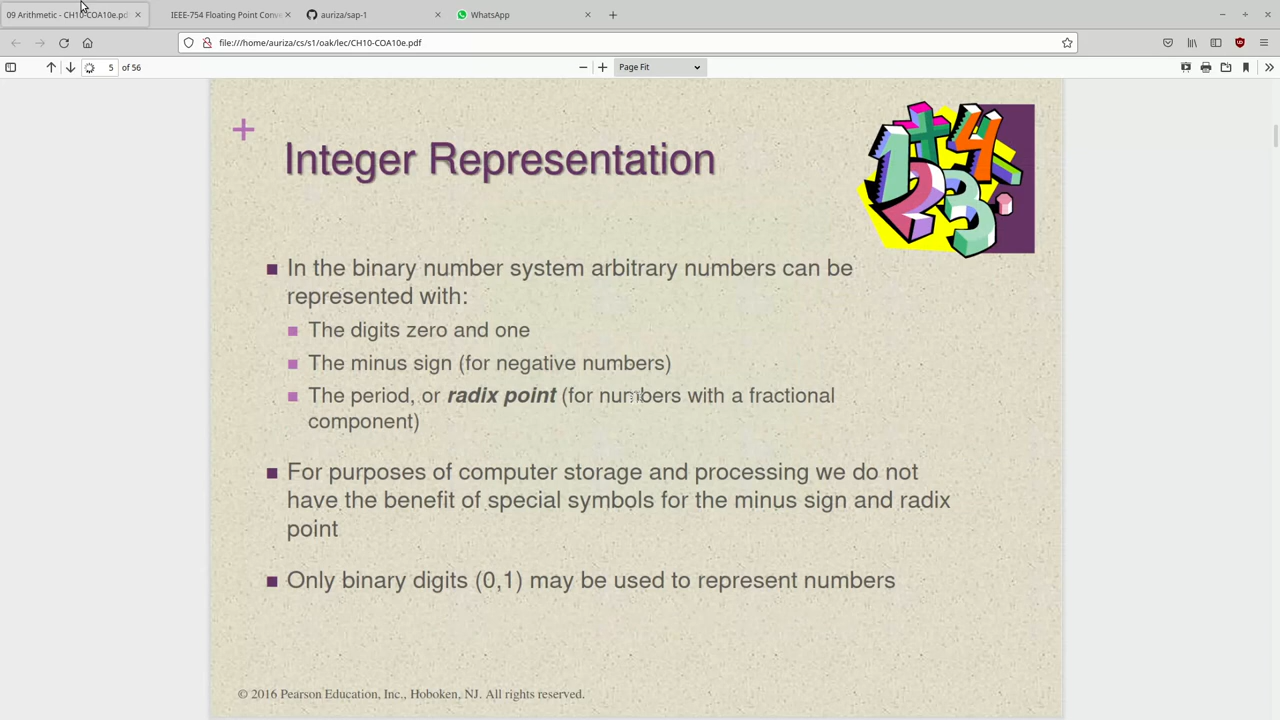 09 Arithmetic - CH10-COA10e.pd
IEEE-754 Floating Point Conve
auriza/sap-1
WhatsApp
file:///home/auriza/cs/s1/oak/lec/CH10-COA10e.pdf
5 of 56
Page Fit
+
Integer Representation
1 + 4
2 3
In the binary number system arbitrary numbers can be
represented with:
The digits zero and one
The minus sign (for negative numbers)
The period, or radix point (for numbers with a fractional
component)
For purposes of computer storage and processing we do not
have the benefit of special symbols for the minus sign and radix
point
Only binary digits (0,1) may be used to represent numbers
© 2016 Pearson Education, Inc., Hoboken, NJ. All rights reserved.